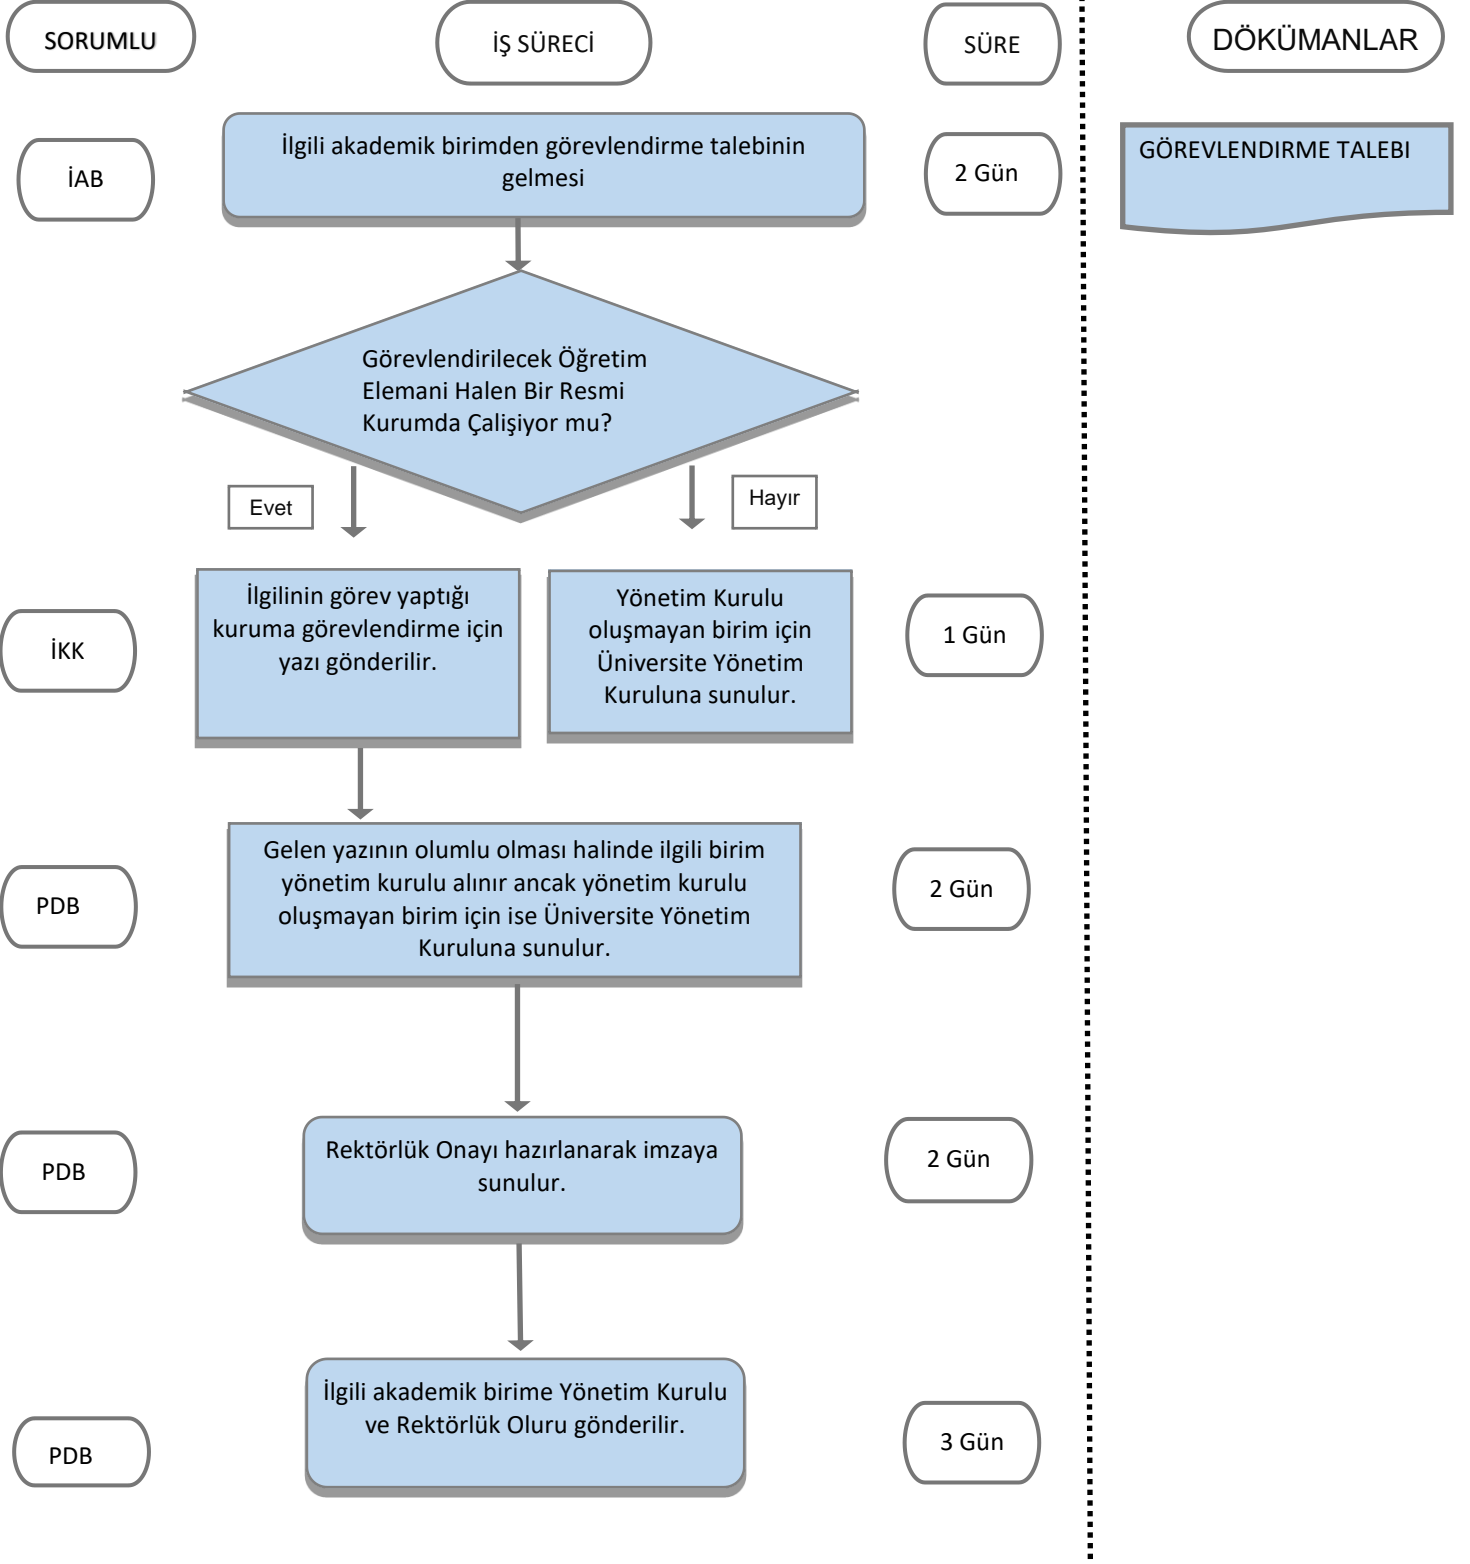 SORUMLU
İŞ SÜRECİ
SÜRE
DÖKÜMANLAR
İAB
İlgili akademik birimden görevlendirme talebinin
gelmesi
2 Gün
GÖREVLENDIRME TALEBI
Görevlendirilecek Öğretim
Elemani Halen Bir Resmi
Kurumda Çalişiyor mu?
Evet
Hayır
İKK
İlgilinin görev yaptığı
kuruma görevlendirme için
yazı gönderilir.
Yönetim Kurulu
oluşmayan birim için
Üniversite Yönetim
Kuruluna sunulur.
1 Gün
PDB
Gelen yazının olumlu olması halinde ilgili birim
yönetim kurulu alınır ancak yönetim kurulu
oluşmayan birim için ise Üniversite Yönetim
Kuruluna sunulur.
2 Gün
PDB
Rektörlük Onayı hazırlanarak imzaya
sunulur.
2 Gün
PDB
İlgili akademik birime Yönetim Kurulu
ve Rektörlük Oluru gönderilir.
3 Gün